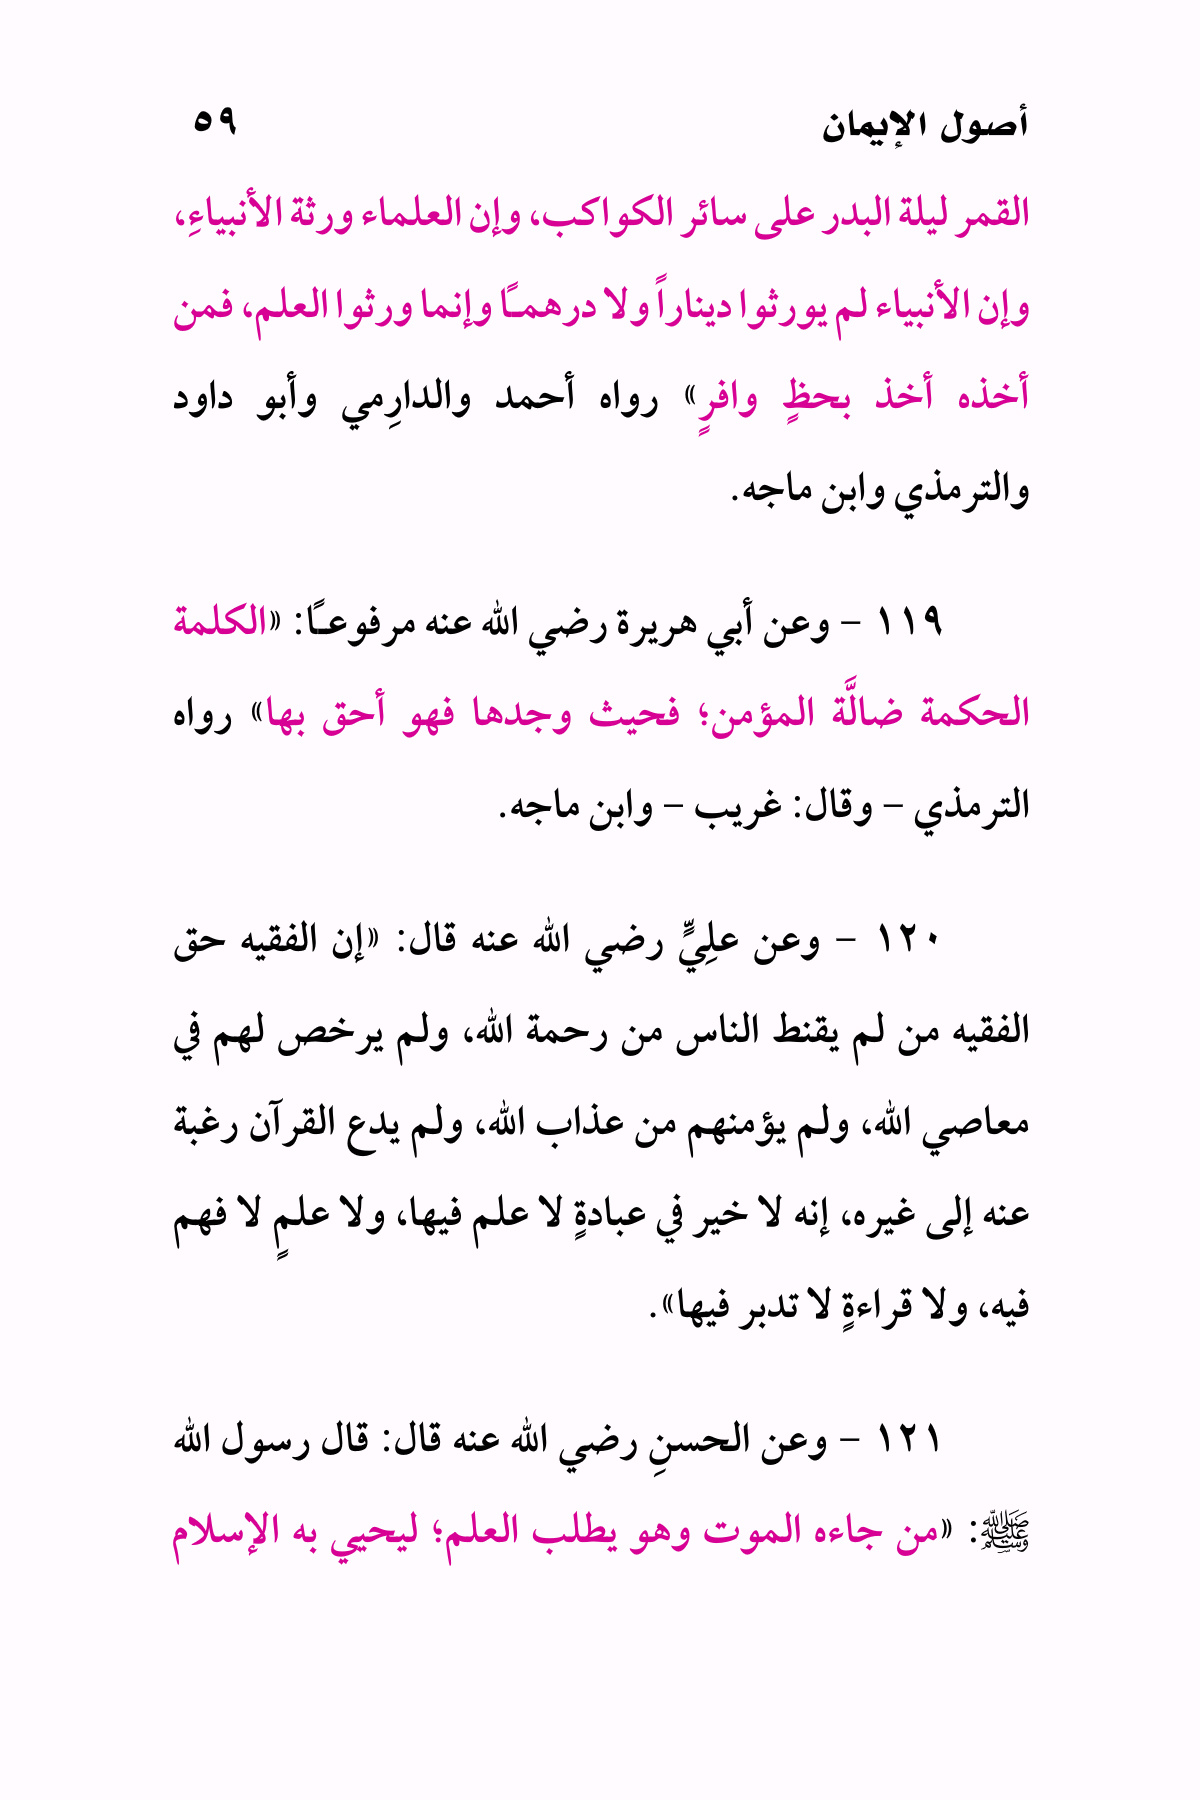 أصول الإيمان ٥٩
القمر ليلة البدر على سائر الكواكب، وإن العلماء ورثة الأنبياءِ،
وإن الأنبياء لم يورثوا ديناراً ولا درهمـًا وإنما ورثوا العلم، فمن
أخذه أخذ بحظٍ وافرٍ» رواه أحمد والدارِمي وأبو داود
والترمذي وابن ماجه.
١١٩ – وعن أبي هريرة رضي الله عنه مرفوعـًا: «الكلمة
الحكمة ضالَّة المؤمن؛ فحيث وجدها فهو أحق بها» رواه
الترمذي – وقال: غريب – وابن ماجه.
١٢٠ – وعن علِيٍّ رضي الله عنه قال: «إن الفقيه حق
الفقيه من لم يقنط الناس من رحمة الله، ولم يرخص لهم في
معاصي الله، ولم يؤمنهم من عذاب الله، ولم يدع القرآن رغبة
عنه إلى غيره، إنه لا خير في عبادةٍ لا علم فيها، ولا علمٍ لا فهم
فيه، ولا قراءةٍ لا تدبر فيها».
١٢١ – وعن الحسنِ رضي الله عنه قال: قال رسول الله
ﷺ: «من جاءه الموت وهو يطلب العلم؛ ليحيي به الإسلام